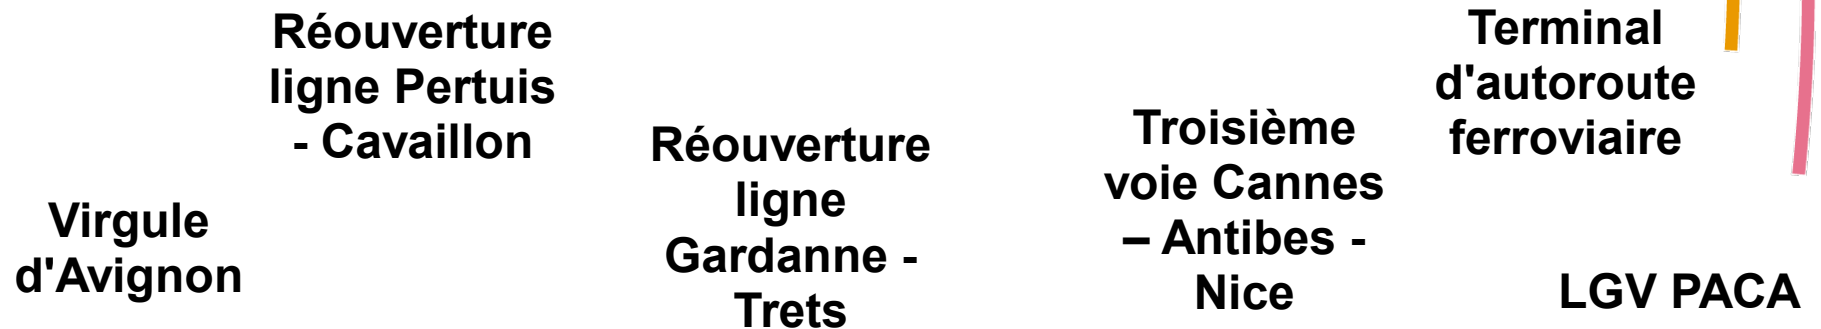 Réouverture
ligne Pertuis
- Cavaillon
Virgule
d'Avignon
Réouverture
ligne
Gardanne -
Trets
Troisième
voie Cannes
– Antibes -
Nice
Terminal
d'autoroute
ferroviaire
LGV PACA